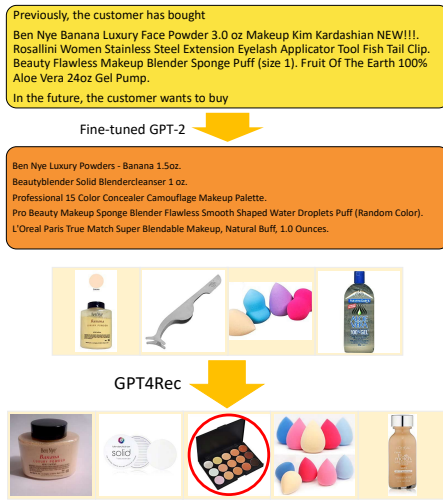 Previously, the customer has bought
Ben Nye Banana Luxury Face Powder 3.0 oz Makeup Kim Kardashian NEW!!!.
Rosallini Women Stainless Steel Extension Eyelash Applicator Tool Fish Tail Clip.
Beauty Flawless Makeup Blender Sponge Puff (size 1). Fruit Of The Earth 100%
Aloe Vera 24oz Gel Pump.
In the future, the customer wants to buy
Fine-tuned GPT-2
Ben Nye Luxury Powders - Banana 1.5oz.
Beautyblender Solid Blendercleanser 1 oz.
Professional 15 Color Concealer Camouflage Makeup Palette.
Pro Beauty Makeup Sponge Blender Flawless Smooth Shaped Water Droplets Puff (Random Color).
L'Oreal Paris True Match Super Blendable Makeup, Natural Buff, 1.0 Ounces.
Banana
100% GEL
GPT4Rec
Ben Nye
Banana
solid